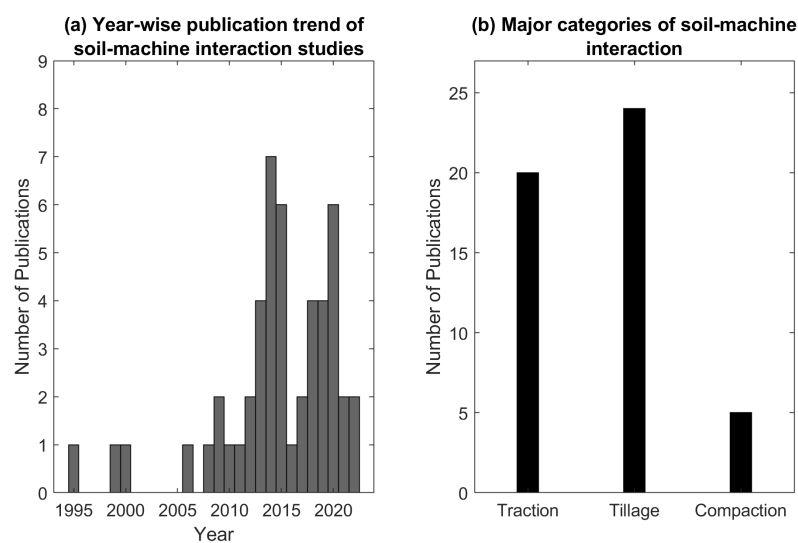 (a) Year-wise publication trend of
soil-machine interaction studies
9
8
7
6
5
4
3
2
1
0
Number of Publications
1995 2000 2005 2010 2015 2020
Year
(b) Major categories of soil-machine
interaction
25
20
15
10
5
0
Number of Publications
Traction Tillage Compaction